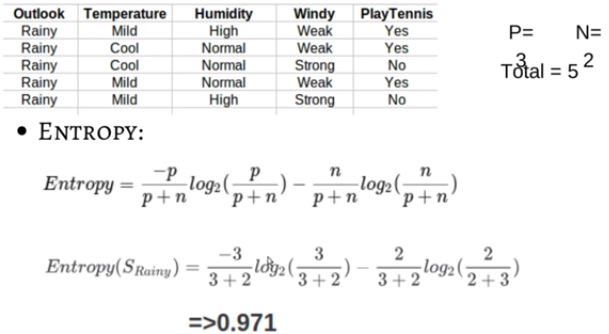 Outlook Temperature Humidity Windy PlayTennis
Rainy Mild High Weak Yes
Rainy Cool Normal Weak Yes
Rainy Cool Normal Strong No
Rainy Mild Normal Weak Yes
Rainy Mild High Strong No
P= N=
3 2
Total = 5
• ENTROPY:
Entropy = \frac{-p}{p+n} log_2(\frac{p}{p+n}) - \frac{n}{p+n} log_2(\frac{n}{p+n})
Entropy(S_{Rainy}) = \frac{-3}{3+2} log_2(\frac{3}{3+2}) - \frac{2}{3+2} log_2(\frac{2}{2+3})
=>0.971